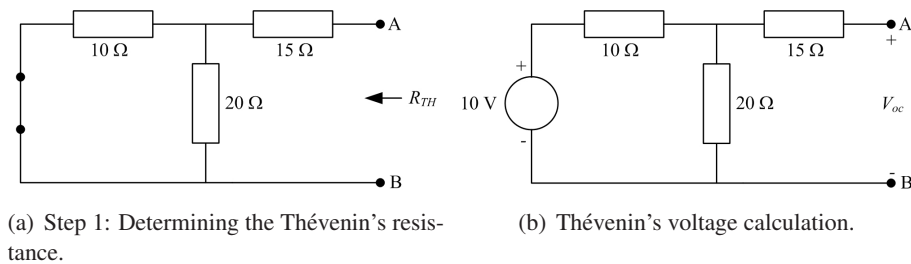 10 Ω
15 Ω
A
20 Ω
R_TH
B
(a) Step 1: Determining the Thévenin's resis-
tance.
10 Ω
15 Ω
A
+
+
10 V
20 Ω
V_oc
-
-
B
(b) Thévenin's voltage calculation.